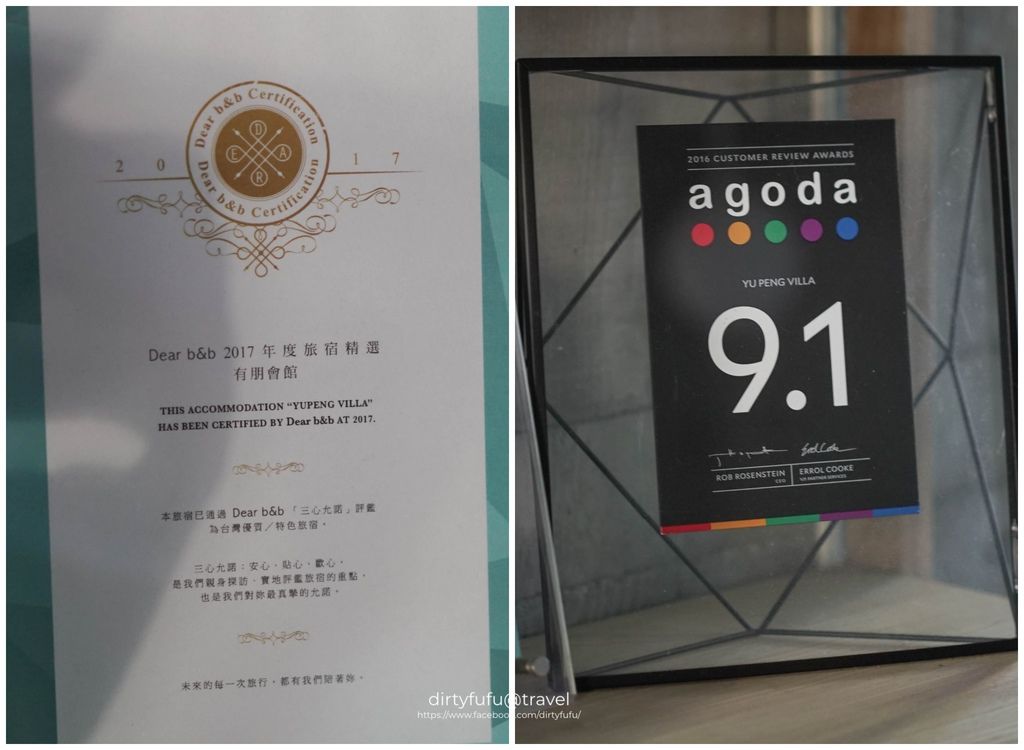 Dear b&b Certification
Dear b&b Certification
D
E A
R
2 0 1 7
Dear b&b 2017 年度旅宿精選
有朋會館
THIS ACCOMMODATION “YUPENG VILLA”
HAS BEEN CERTIFIED BY Dear b&b AT 2017.
本旅宿已通過 Dear b&b「三心允諾」評鑑
為台灣優質／特色旅宿。
三心允諾：安心、貼心、歡心，
是我們親身探訪、實地評鑑旅宿的重點，
也是我們對妳最真摯的允諾。
未來的每一次旅行，都有我們陪著妳。
2016 CUSTOMER REVIEW AWARDS
agoda
YU PENG VILLA
9.1
ROB ROSENSTEIN
CEO
ERROL COOKE
V/P PARTNER SERVICES
dirtyfufu@travel
https://www.facebook.com/dirtyfufu/